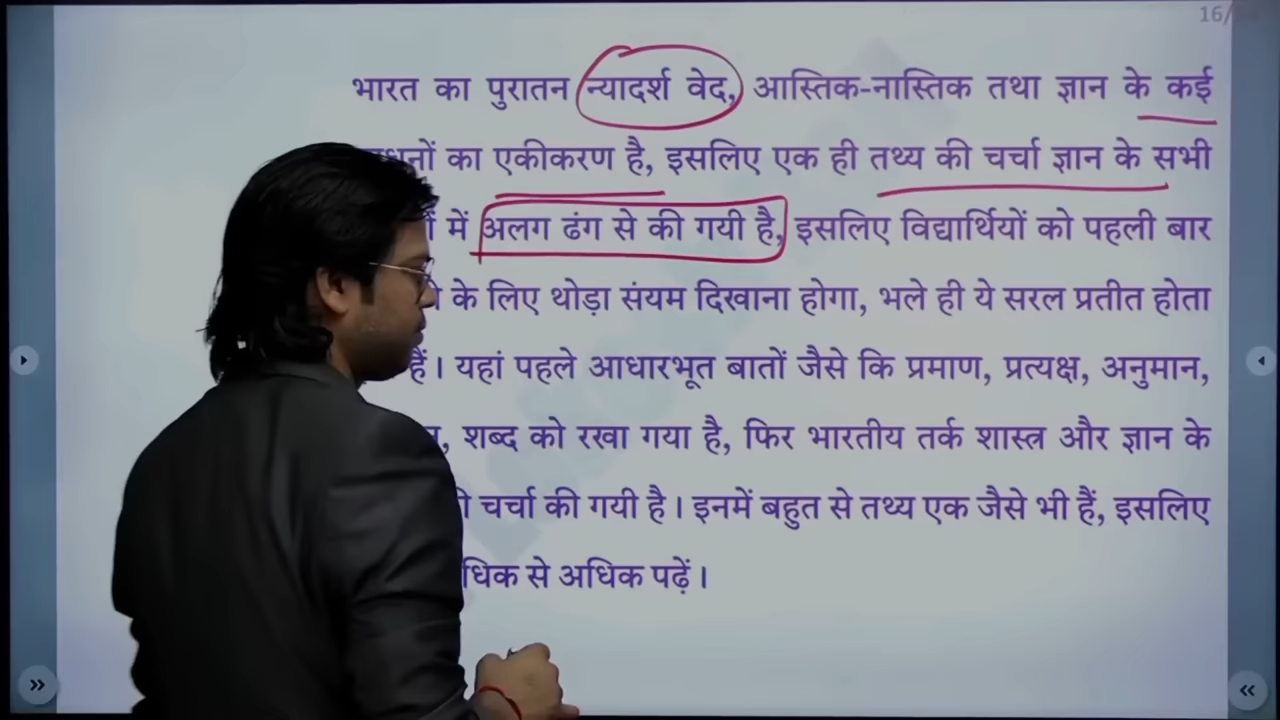 16/
भारत का पुरातन न्यादर्श वेद, आस्तिक-नास्तिक तथा ज्ञान के कई
का एकीकरण है, इसलिए एक ही तथ्य की चर्चा ज्ञान के सभी
में अलग ढंग से की गयी है, इसलिए विद्यार्थियों को पहली बार
के लिए थोड़ा संयम दिखाना होगा, भले ही ये सरल प्रतीत होता
हैं। यहां पहले आधारभूत बातों जैसे कि प्रमाण, प्रत्यक्ष, अनुमान,
शब्द को रखा गया है, फिर भारतीय तर्क शास्त्र और ज्ञान के
चर्चा की गयी है। इनमें बहुत से तथ्य एक जैसे भी हैं, इसलिए
से अधिक पढ़ें।